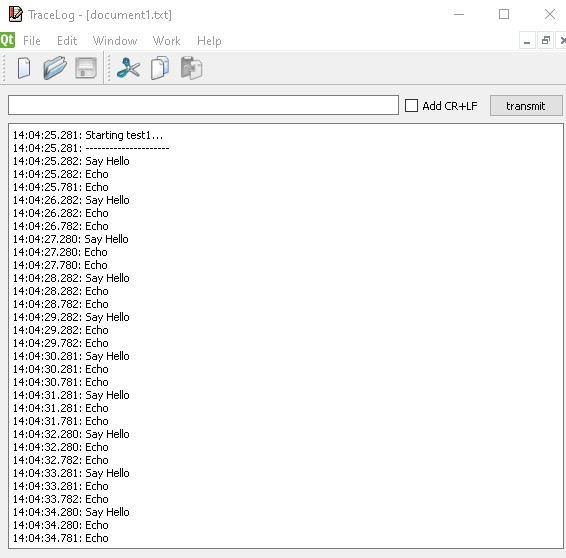 TraceLog - [document1.txt]
Qt File Edit Window Work Help
Add CR+LF transmit
14:04:25.281: Starting test1...
14:04:25.281: ---------------------
14:04:25.282: Say Hello
14:04:25.282: Echo
14:04:25.781: Echo
14:04:26.282: Say Hello
14:04:26.282: Echo
14:04:26.782: Echo
14:04:27.280: Say Hello
14:04:27.280: Echo
14:04:27.780: Echo
14:04:28.282: Say Hello
14:04:28.282: Echo
14:04:28.782: Echo
14:04:29.282: Say Hello
14:04:29.282: Echo
14:04:29.782: Echo
14:04:30.281: Say Hello
14:04:30.281: Echo
14:04:30.781: Echo
14:04:31.281: Say Hello
14:04:31.281: Echo
14:04:31.781: Echo
14:04:32.280: Say Hello
14:04:32.280: Echo
14:04:32.782: Echo
14:04:33.281: Say Hello
14:04:33.281: Echo
14:04:33.782: Echo
14:04:34.280: Say Hello
14:04:34.280: Echo
14:04:34.781: Echo